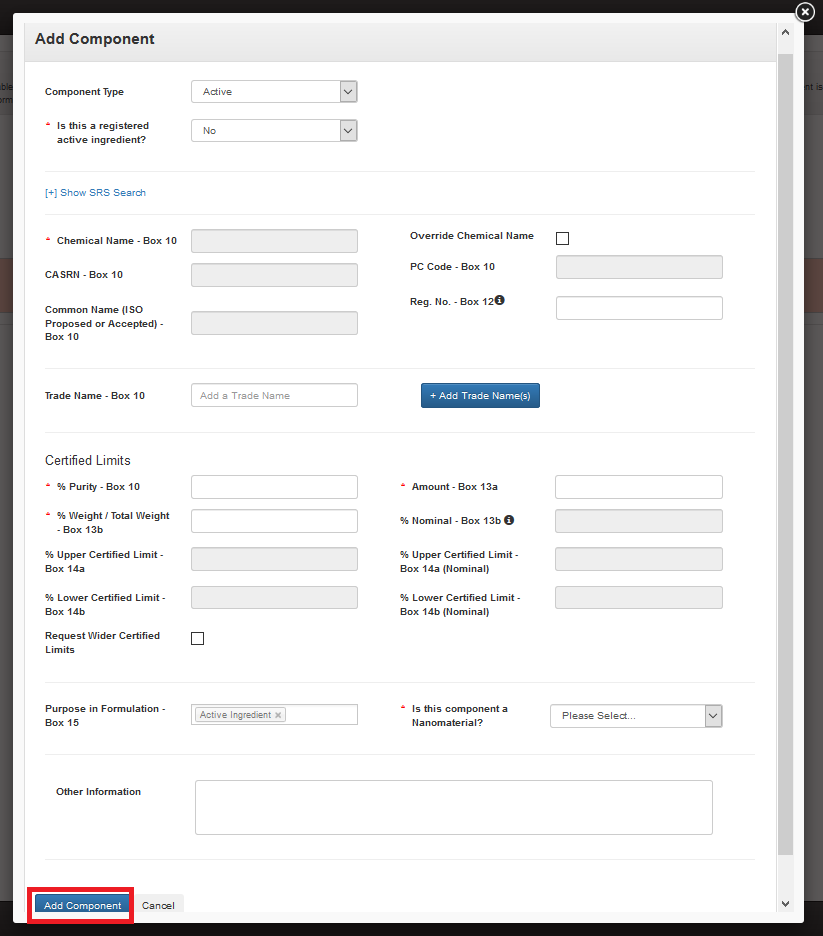 Add Component
Component Type
Active
* Is this a registered
active ingredient?
No
[+] Show SRS Search
* Chemical Name - Box 10
Override Chemical Name
CASRN - Box 10
PC Code - Box 10
Common Name (ISO
Proposed or Accepted) -
Box 10
Reg. No. - Box 12
Trade Name - Box 10
Add a Trade Name
+ Add Trade Name(s)
Certified Limits
* % Purity - Box 10
* Amount - Box 13a
* % Weight / Total Weight
- Box 13b
% Nominal - Box 13b
% Upper Certified Limit -
Box 14a
% Upper Certified Limit -
Box 14a (Nominal)
% Lower Certified Limit -
Box 14b
% Lower Certified Limit -
Box 14b (Nominal)
Request Wider Certified
Limits
Purpose in Formulation -
Box 15
Active Ingredient ×
* Is this component a
Nanomaterial?
Please Select...
Other Information
Add Component
Cancel